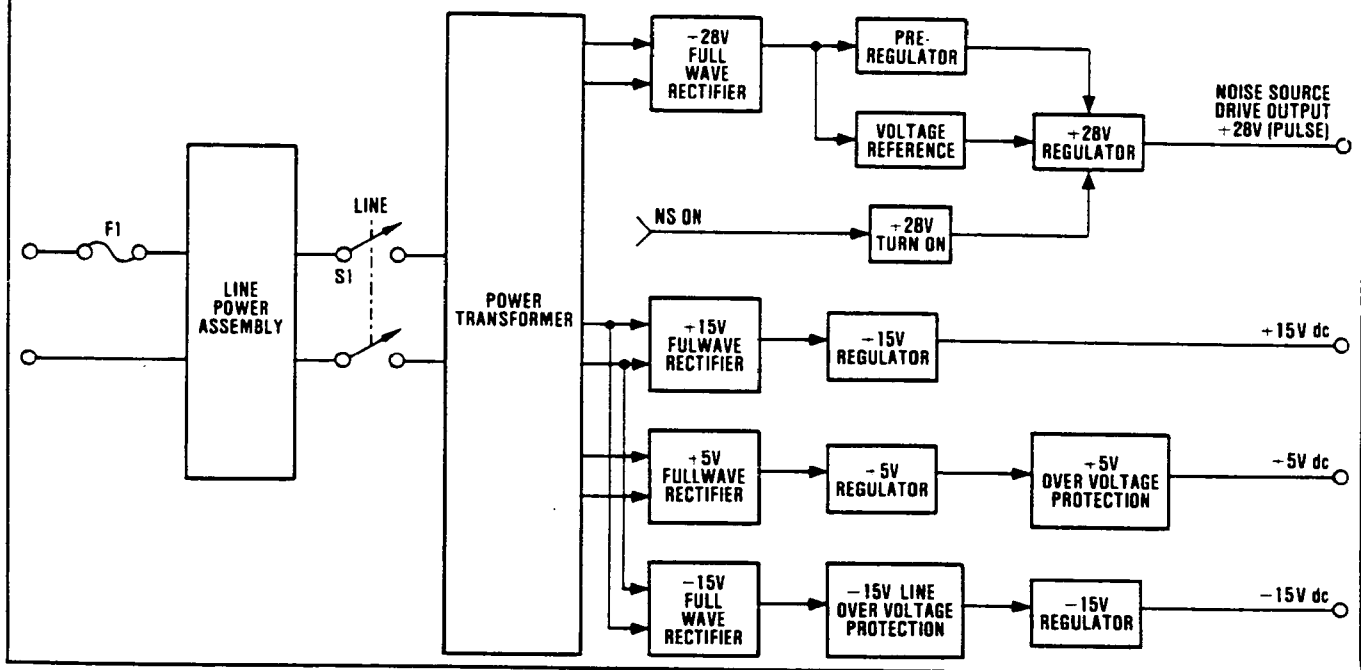 F1
LINE
POWER
ASSEMBLY
LINE
S1
POWER
TRANSFORMER
−28V
FULL
WAVE
RECTIFIER
PRE-
REGULATOR
VOLTAGE
REFERENCE
+28V
REGULATOR
NOISE SOURCE
DRIVE OUTPUT
+28V (PULSE)
NS ON
+28V
TURN ON
+15V
FULWAVE
RECTIFIER
−15V
REGULATOR
+15V dc
+5V
FULLWAVE
RECTIFIER
−5V
REGULATOR
+5V
OVER VOLTAGE
PROTECTION
−5V dc
−15V
FULL
WAVE
RECTIFIER
−15V LINE
OVER VOLTAGE
PROTECTION
−15V
REGULATOR
−15V dc